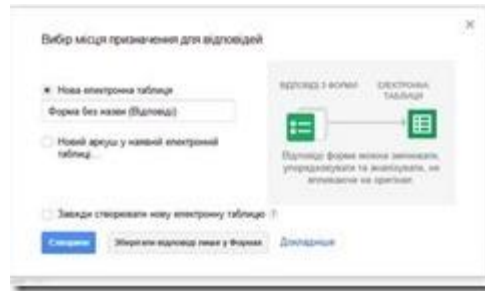 Вибір місця призначення для відповідей
Нова електронна таблиця
Форма без назви (Відповіді)
Новий аркуш у наявній електронній
таблиці...
ВІДПОВІДІ З ФОРМИ
ЕЛЕКТРОННА
ТАБЛИЦЯ
Відповіді форми можна змінювати,
упорядковувати та аналізувати, не
впливаючи на оригінал.
Завжди створювати нову електронну таблицю ?
Створити
Зберігати відповіді лише у Формах
Докладніше